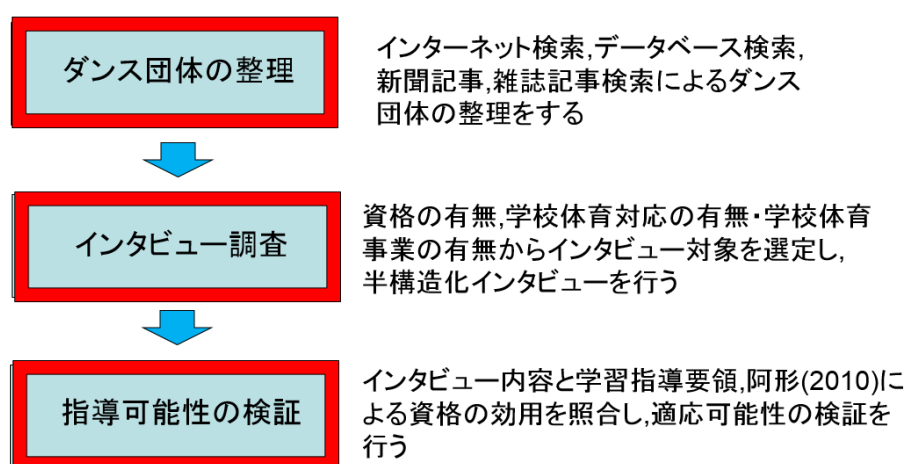 ダンス団体の整理
インターネット検索,データベース検索,
新聞記事,雑誌記事検索によるダンス
団体の整理をする
インタビュー調査
資格の有無,学校体育対応の有無・学校体育
事業の有無からインタビュー対象を選定し,
半構造化インタビューを行う
指導可能性の検証
インタビュー内容と学習指導要領,阿形(2010)に
よる資格の効用を照合し,適応可能性の検証を
行う